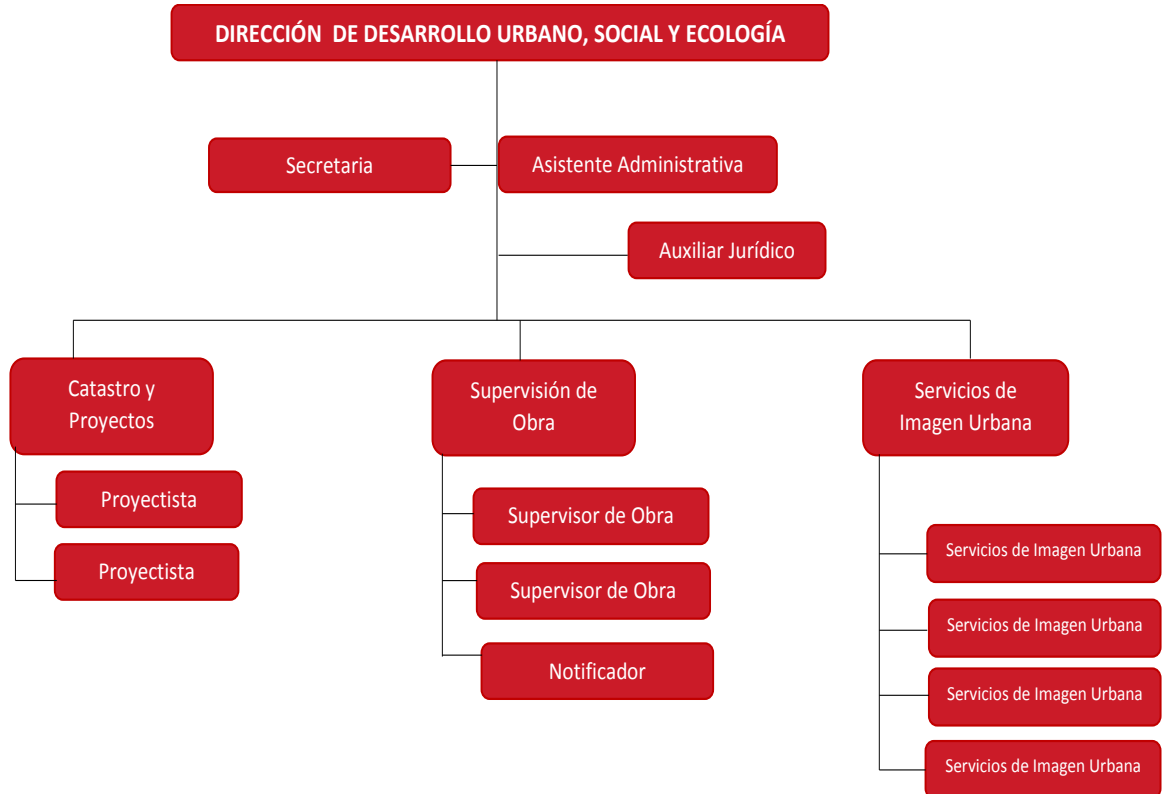 DIRECCIÓN DE DESARROLLO URBANO, SOCIAL Y ECOLOGÍA
Secretaria
Asistente Administrativa
Auxiliar Jurídico
Catastro y
Proyectos
Proyectista
Proyectista
Supervisión de
Obra
Supervisor de Obra
Supervisor de Obra
Notificador
Servicios de
Imagen Urbana
Servicios de Imagen Urbana
Servicios de Imagen Urbana
Servicios de Imagen Urbana
Servicios de Imagen Urbana